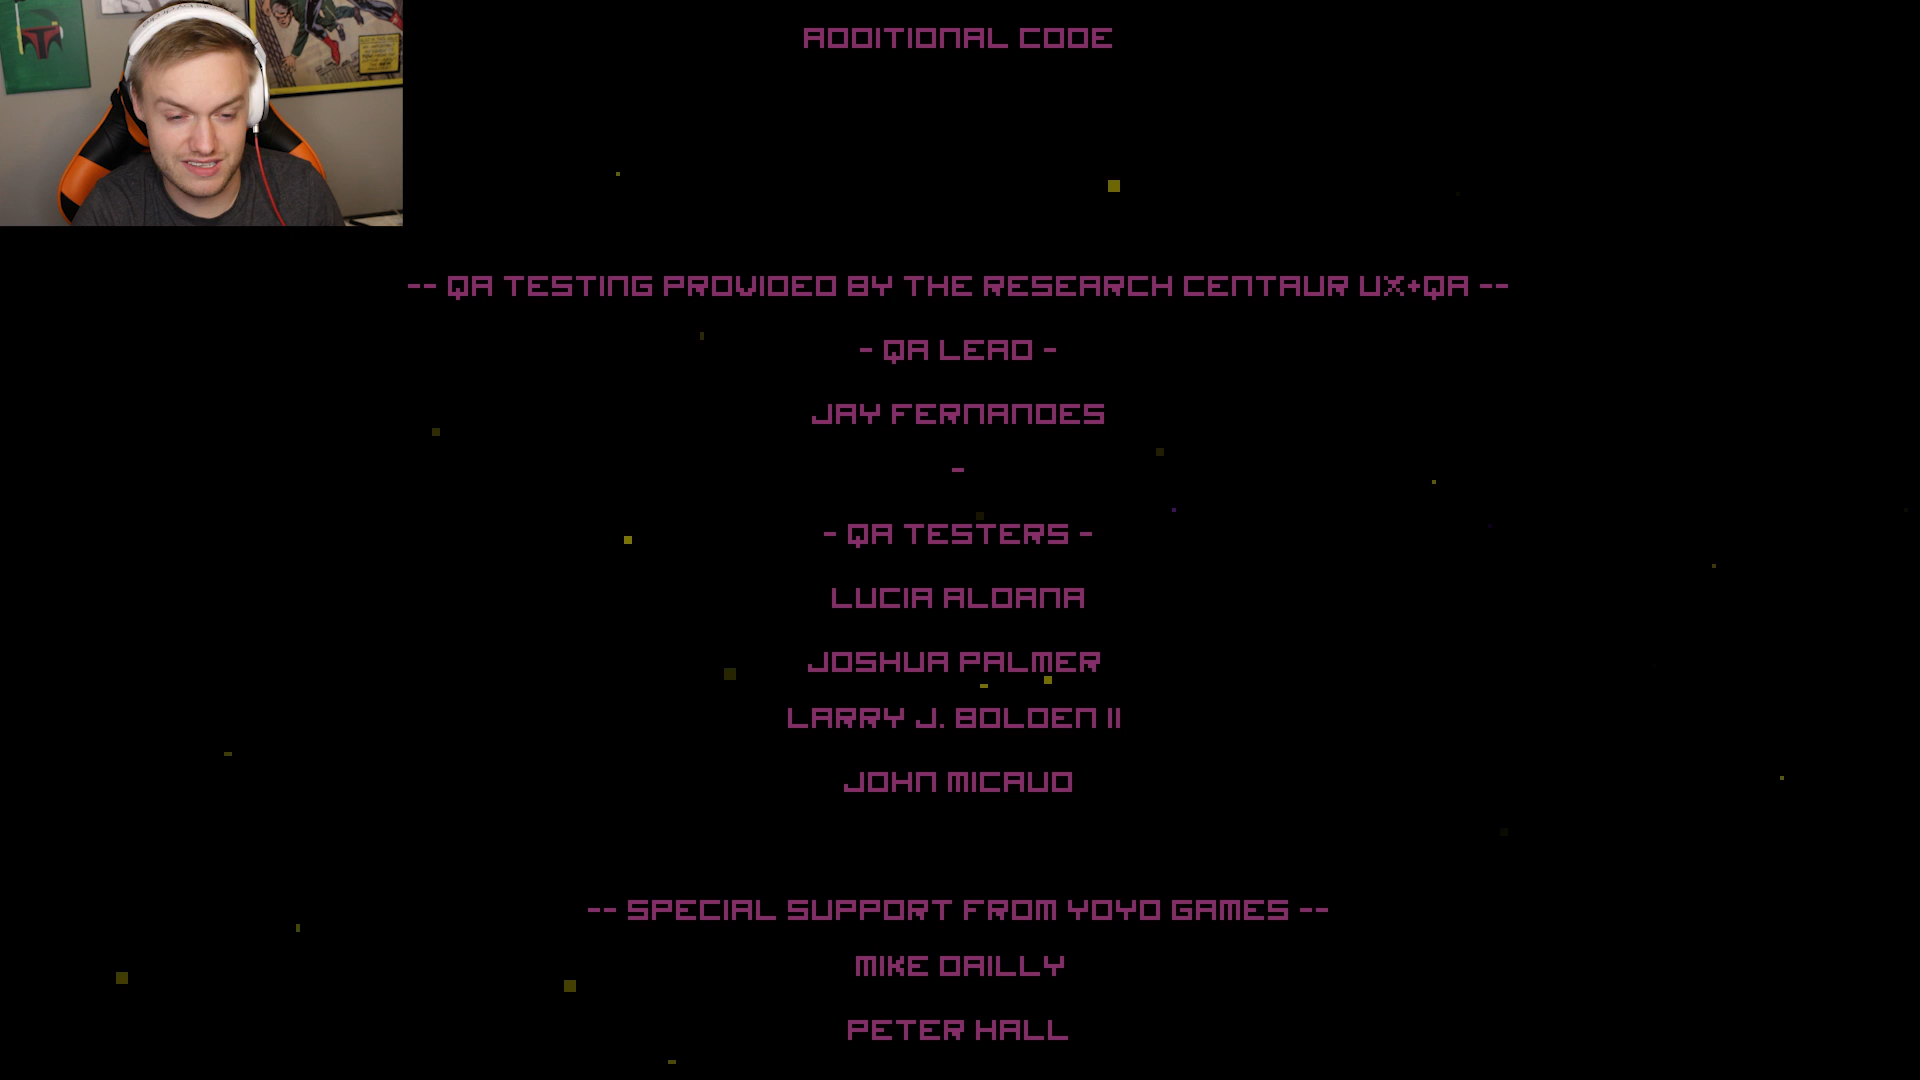 ADDITIONAL CODE
-- QA TESTING PROVIDED BY THE RESEARCH CENTAUR UX+QA --
- QA LEAD -
JAY FERNANDES
-
- QA TESTERS -
LUCIA ALDANA
JOSHUA PALMER
LARRY J. BOLDEN II
JOHN MICAUD
-- SPECIAL SUPPORT FROM YOYO GAMES --
MIKE DAILLY
PETER HALL